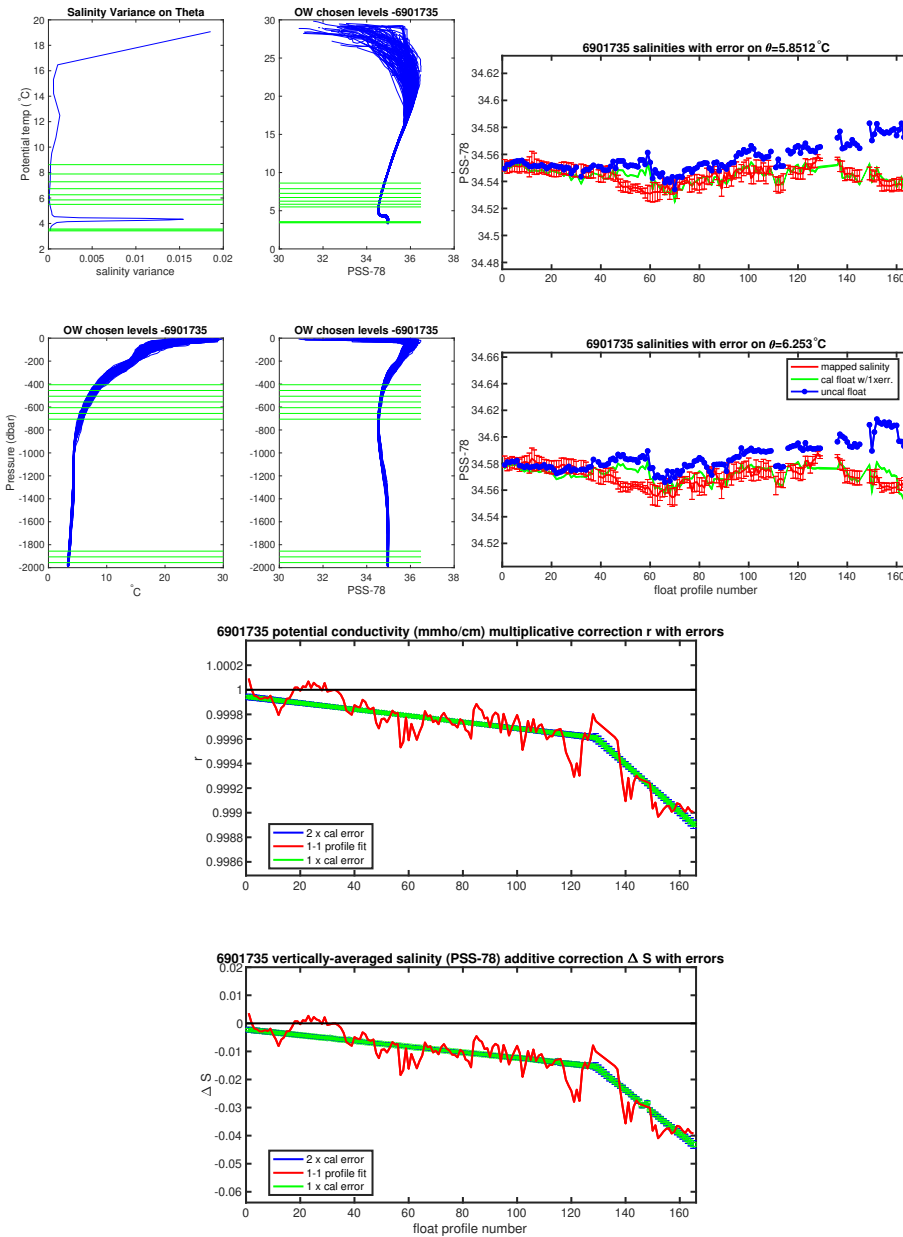 Salinity Variance on Theta
Potential temp (°C)
20
18
16
14
12
10
8
6
4
2
0 0.005 0.01 0.015 0.02
salinity variance
OW chosen levels -6901735
30
25
20
15
10
5
0
30 32 34 36 38
PSS-78
6901735 salinities with error on θ=5.8512°C
PSS-78
34.62
34.6
34.58
34.56
34.54
34.52
34.5
34.48
0 20 40 60 80 100 120 140 160
OW chosen levels -6901735
Pressure (dbar)
0
-200
-400
-600
-800
-1000
-1200
-1400
-1600
-1800
-2000
0 10 20 30
°C
OW chosen levels -6901735
0
-200
-400
-600
-800
-1000
-1200
-1400
-1600
-1800
-2000
30 32 34 36 38
PSS-78
6901735 salinities with error on θ=6.253°C
PSS-78
34.66
34.64
34.62
34.6
34.58
34.56
34.54
34.52
mapped salinity
cal float w/1xerr.
uncal float
0 20 40 60 80 100 120 140 160
float profile number
6901735 potential conductivity (mmho/cm) multiplicative correction r with errors
r
1.0002
1
0.9998
0.9996
0.9994
0.9992
0.999
0.9988
0.9986
2 x cal error
1-1 profile fit
1 x cal error
0 20 40 60 80 100 120 140 160
6901735 vertically-averaged salinity (PSS-78) additive correction Δ S with errors
Δ S
0.02
0.01
0
-0.01
-0.02
-0.03
-0.04
-0.05
-0.06
2 x cal error
1-1 profile fit
1 x cal error
0 20 40 60 80 100 120 140 160
float profile number